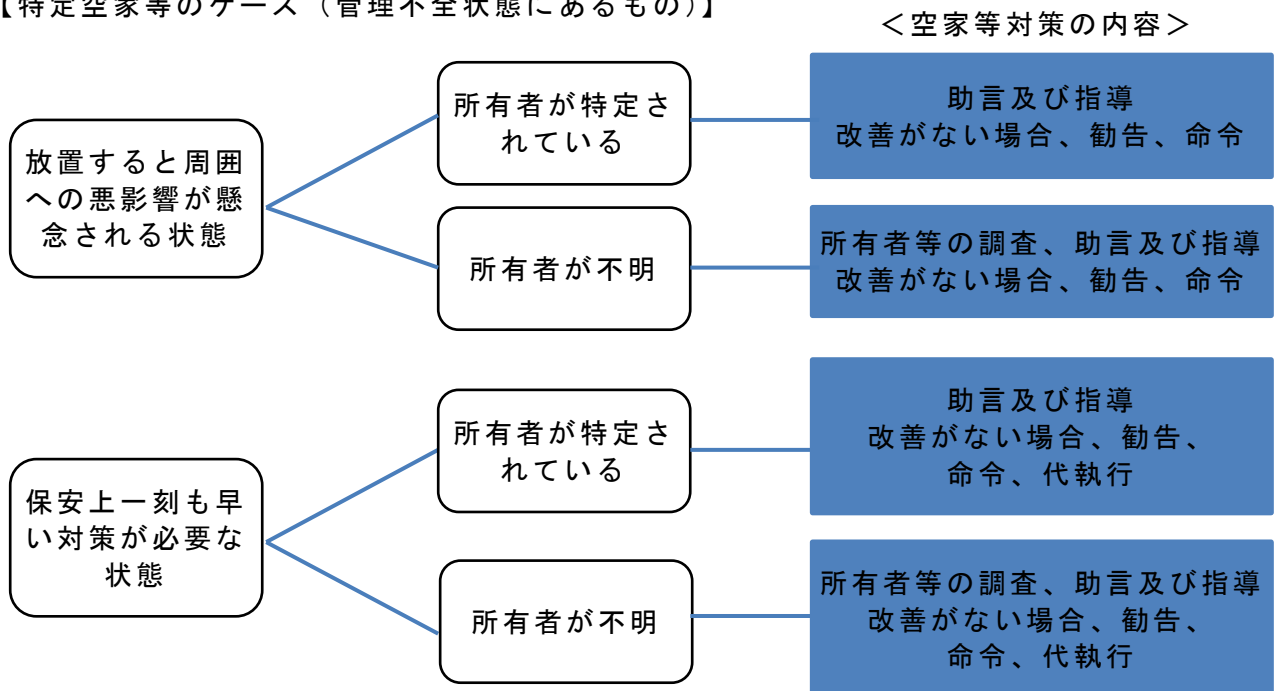 【特定空家等のケース（管理不全状態にあるもの）】
＜空家等対策の内容＞
放置すると周囲
への悪影響が懸
念される状態
所有者が特定さ
れている
助言及び指導
改善がない場合、勧告、命令
所有者が不明
所有者等の調査、助言及び指導
改善がない場合、勧告、命令
保安上一刻も早
い対策が必要な
状態
所有者が特定さ
れている
助言及び指導
改善がない場合、勧告、
命令、代執行
所有者が不明
所有者等の調査、助言及び指導
改善がない場合、勧告、
命令、代執行